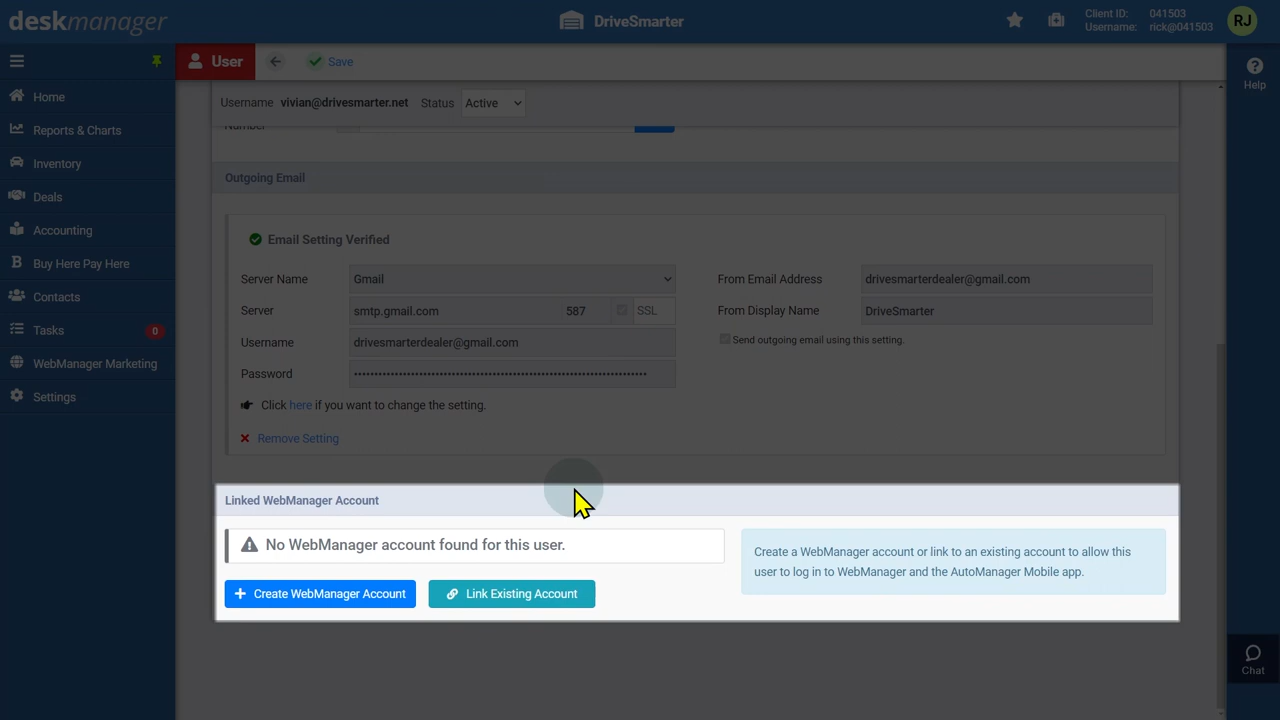 deskmanager
DriveSmarter
Client ID: 041503
Username: rick@041503
RJ
User
Save
Help
Username vivian@drivesmarter.net Status Active
Number
Home
Reports & Charts
Inventory
Deals
Accounting
Buy Here Pay Here
Contacts
Tasks 0
WebManager Marketing
Settings
Outgoing Email
Email Setting Verified
Server Name Gmail
Server smtp.gmail.com 587 SSL
Username drivesmarterdealer@gmail.com
Password
From Email Address drivesmarterdealer@gmail.com
From Display Name DriveSmarter
Send outgoing email using this setting.
Click here if you want to change the setting.
Remove Setting
Linked WebManager Account
No WebManager account found for this user.
Create WebManager Account
Link Existing Account
Create a WebManager account or link to an existing account to allow this
user to log in to WebManager and the AutoManager Mobile app.
Chat